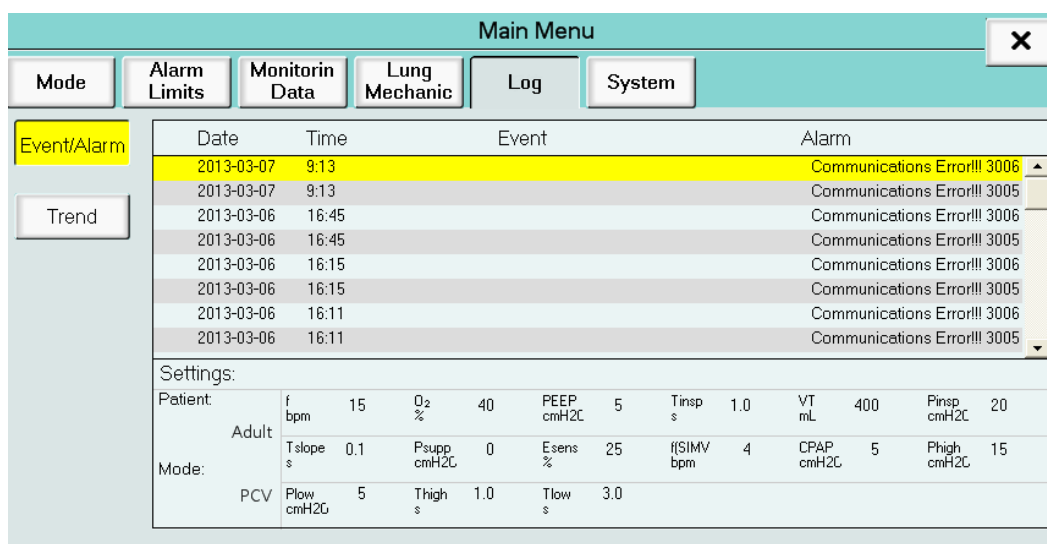 Main Menu
×
Mode Alarm Limits Monitorin Data Lung Mechanic Log System
Event/Alarm
Trend
Date Time Event Alarm
2013-03-07 9:13 Communications Error!!! 3006
2013-03-07 9:13 Communications Error!!! 3005
2013-03-06 16:45 Communications Error!!! 3006
2013-03-06 16:45 Communications Error!!! 3005
2013-03-06 16:15 Communications Error!!! 3006
2013-03-06 16:15 Communications Error!!! 3005
2013-03-06 16:11 Communications Error!!! 3006
2013-03-06 16:11 Communications Error!!! 3005
Settings:
Patient:
Adult
Mode:
PCV
f bpm 15 O₂ % 40 PEEP cmH2O 5 Tinsp s 1.0 VT mL 400 Pinsp cmH2O 20
Tslope s 0.1 Psupp cmH2O 0 Esens % 25 f(SIMV bpm 4 CPAP cmH2O 5 Phigh cmH2O 15
Plow cmH2O 5 Thigh s 1.0 Tlow s 3.0